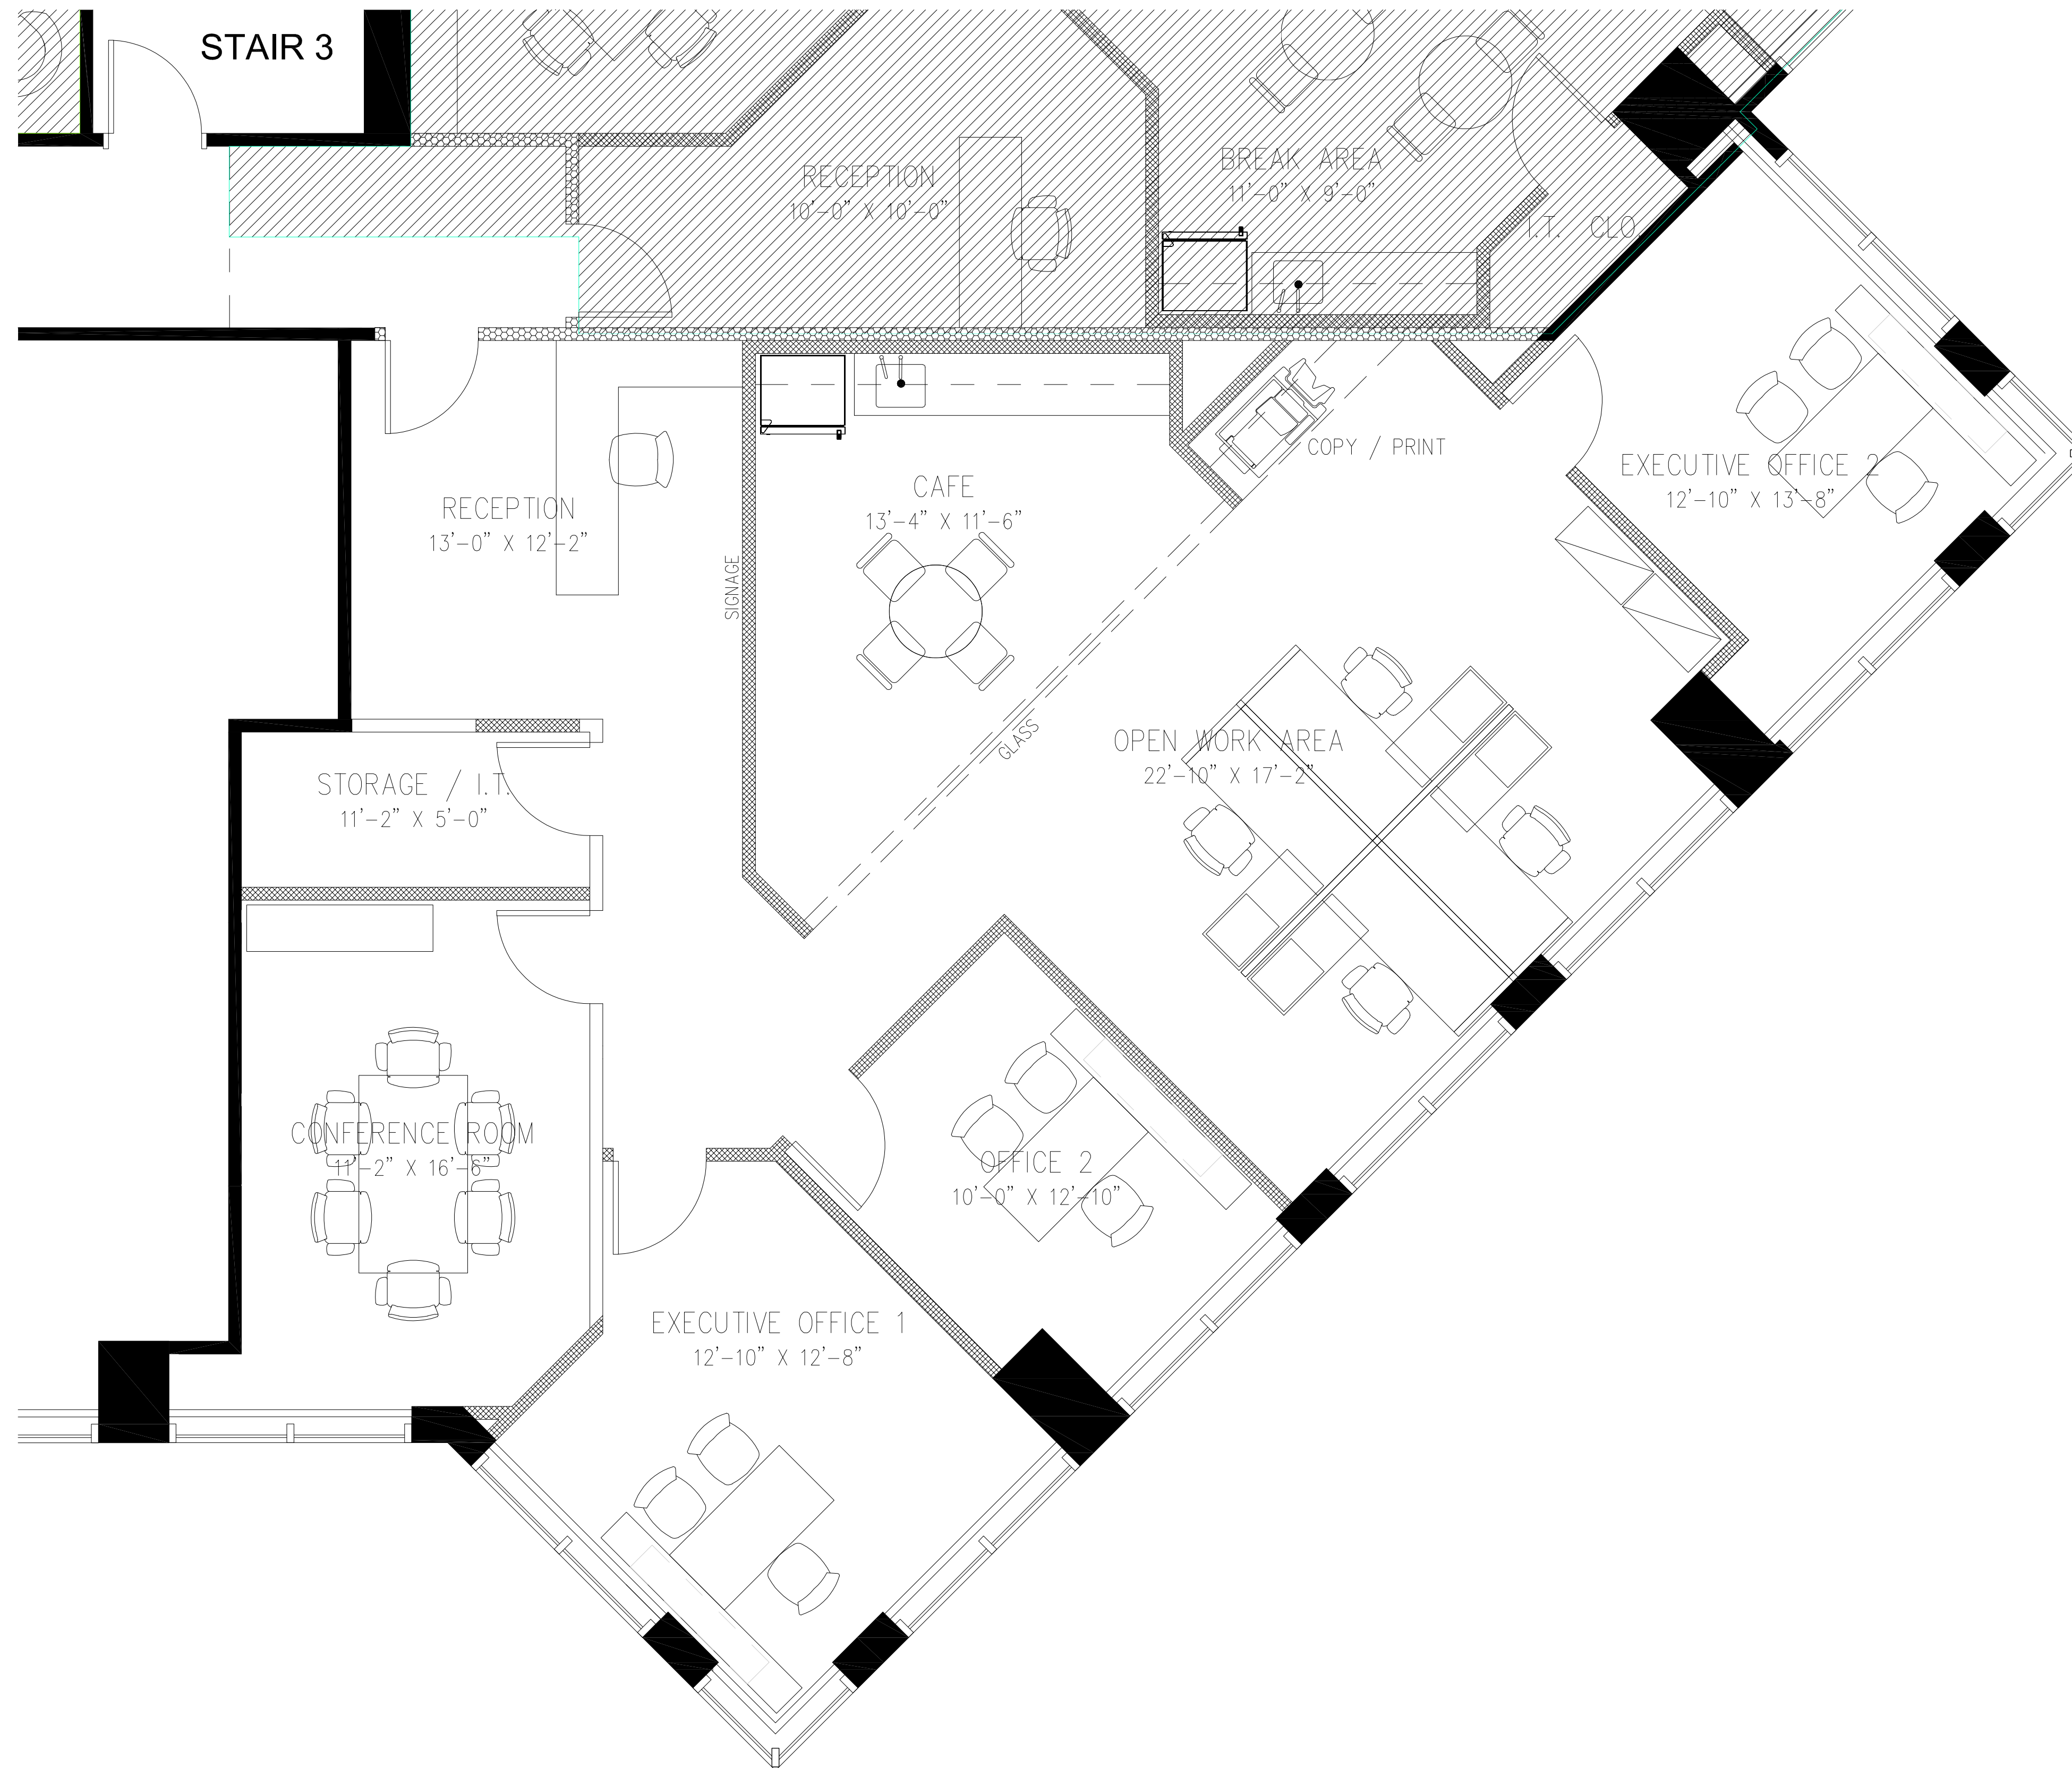 STAIR 3
RECEPTION
10'-0" X 10'-0"
BREAK AREA
11'-0" X 9'-0"
I.T. CLO.
COPY / PRINT
EXECUTIVE OFFICE 2
12'-10" X 13'-8"
CAFE
13'-4" X 11'-6"
RECEPTION
13'-0" X 12'-2"
SIGNAGE
GLASS
OPEN WORK AREA
22'-10" X 17'-2"
STORAGE / I.T.
11'-2" X 5'-0"
CONFERENCE ROOM
11'-2" X 16'-6"
OFFICE 2
10'-0" X 12'-10"
EXECUTIVE OFFICE 1
12'-10" X 12'-8"